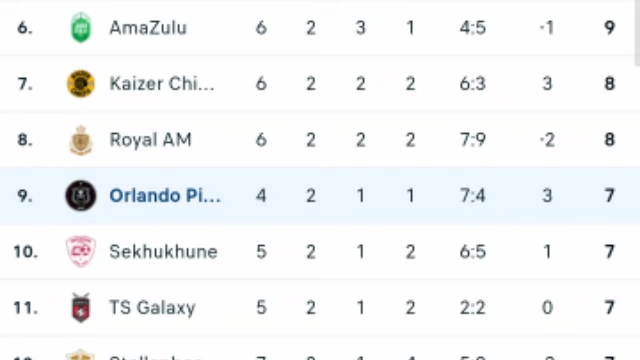 6. AmaZulu 6 2 3 1 4:5 -1 9
7. Kaizer Chi... 6 2 2 2 6:3 3 8
8. Royal AM 6 2 2 2 7:9 -2 8
9. Orlando Pi... 4 2 1 1 7:4 3 7
10. Sekhukhune 5 2 1 2 6:5 1 7
11. TS Galaxy 5 2 1 2 2:2 0 7